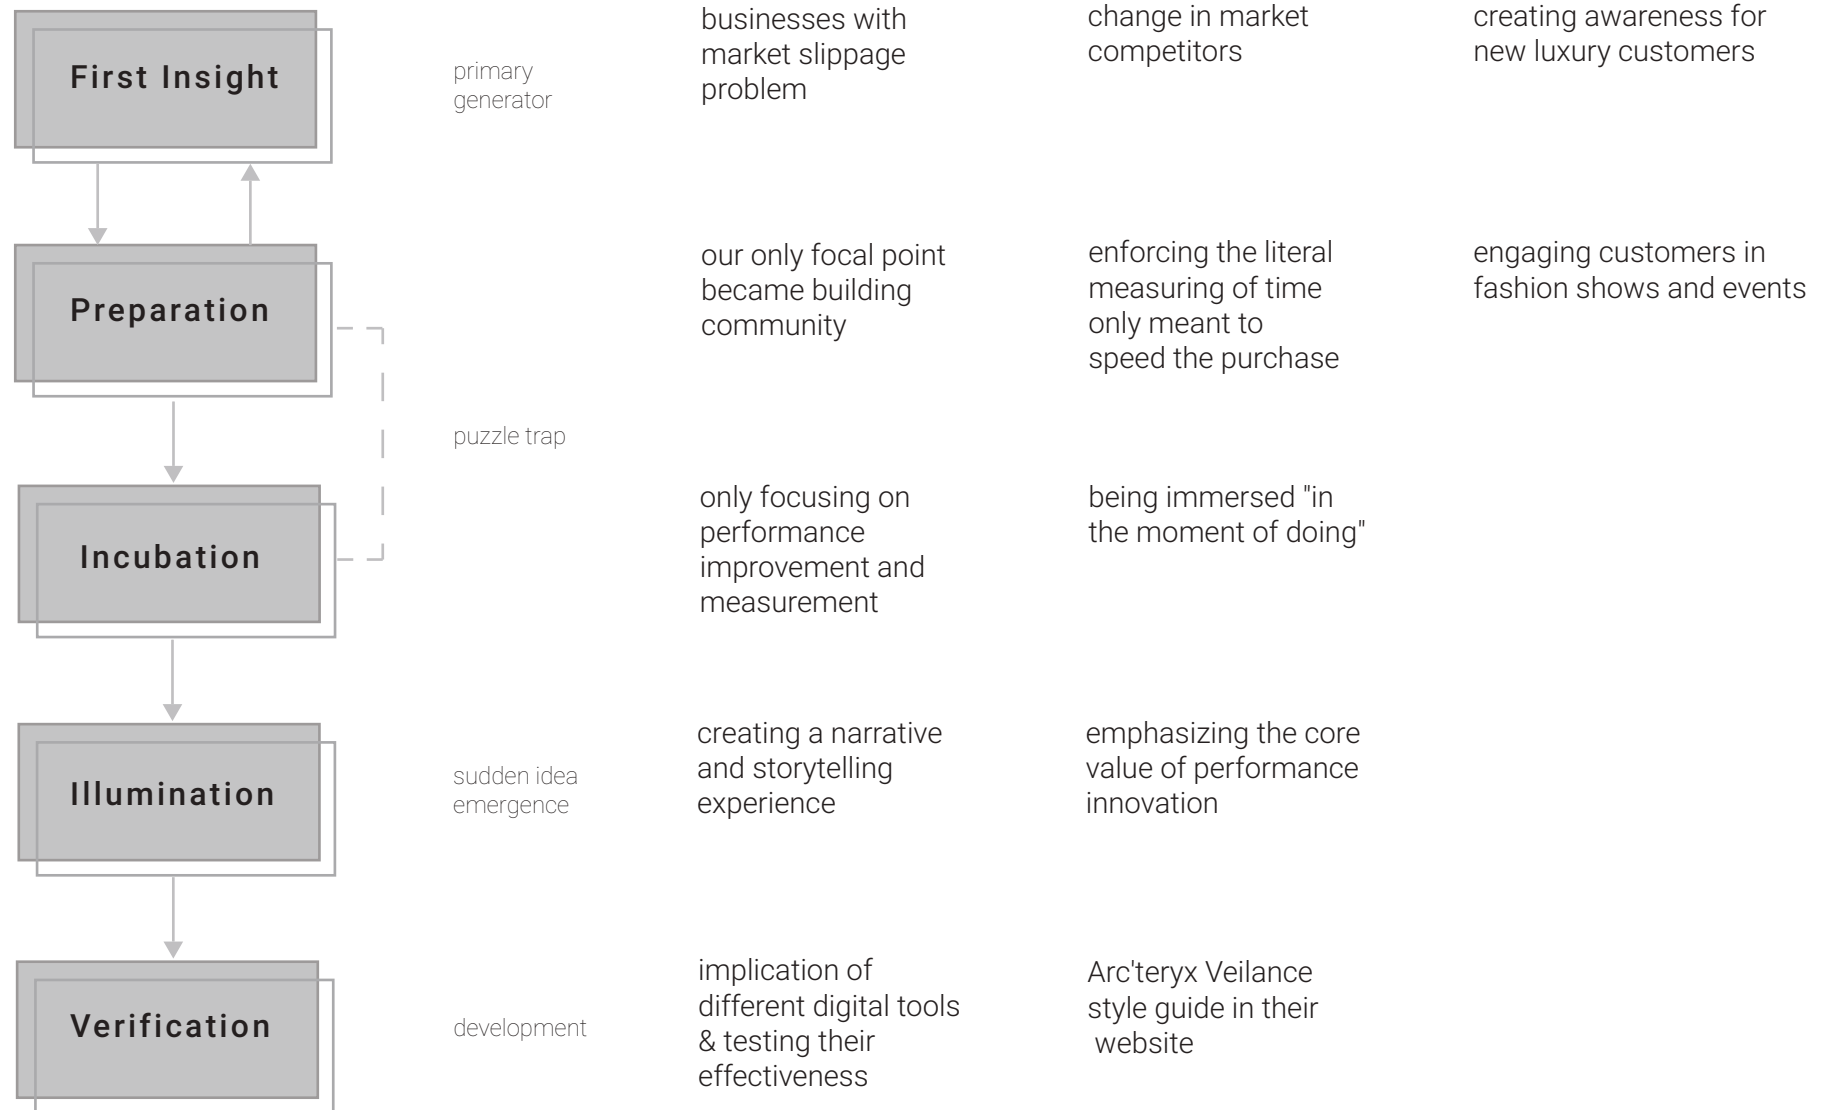 First Insight
primary
generator
businesses with
market slippage
problem
change in market
competitors
creating awareness for
new luxury customers
Preparation
our only focal point
became building
community
enforcing the literal
measuring of time
only meant to
speed the purchase
engaging customers in
fashion shows and events
puzzle trap
Incubation
only focusing on
performance
improvement and
measurement
being immersed "in
the moment of doing"
Illumination
sudden idea
emergence
creating a narrative
and storytelling
experience
emphasizing the core
value of performance
innovation
Verification
development
implication of
different digital tools
& testing their
effectiveness
Arc'teryx Veilance
style guide in their
website